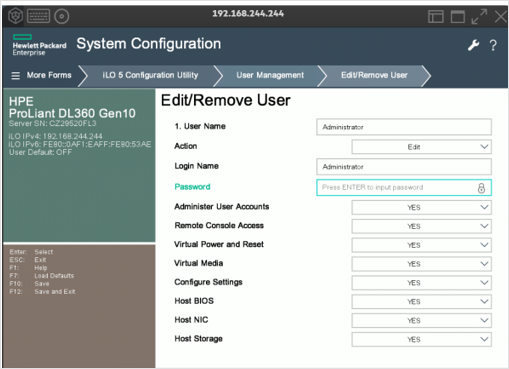 192.168.244.244
Hewlett Packard
Enterprise
System Configuration
?
More Forms
iLO 5 Configuration Utility
User Management
Edit/Remove User
HPE
ProLiant DL360 Gen10
Server SN: CZ29520FL3
iLO IPv4: 192.168.244.244
iLO IPv6: FE80::0AF1:EAFF:FE80:53AE
User Default: OFF
Enter: Select
ESC: Exit
F1: Help
F7: Load Defaults
F10: Save
F12: Save and Exit
Edit/Remove User
1. User Name Administrator
Action Edit
Login Name Administrator
Password Press ENTER to input password
Administer User Accounts YES
Remote Console Access YES
Virtual Power and Reset YES
Virtual Media YES
Configure Settings YES
Host BIOS YES
Host NIC YES
Host Storage YES